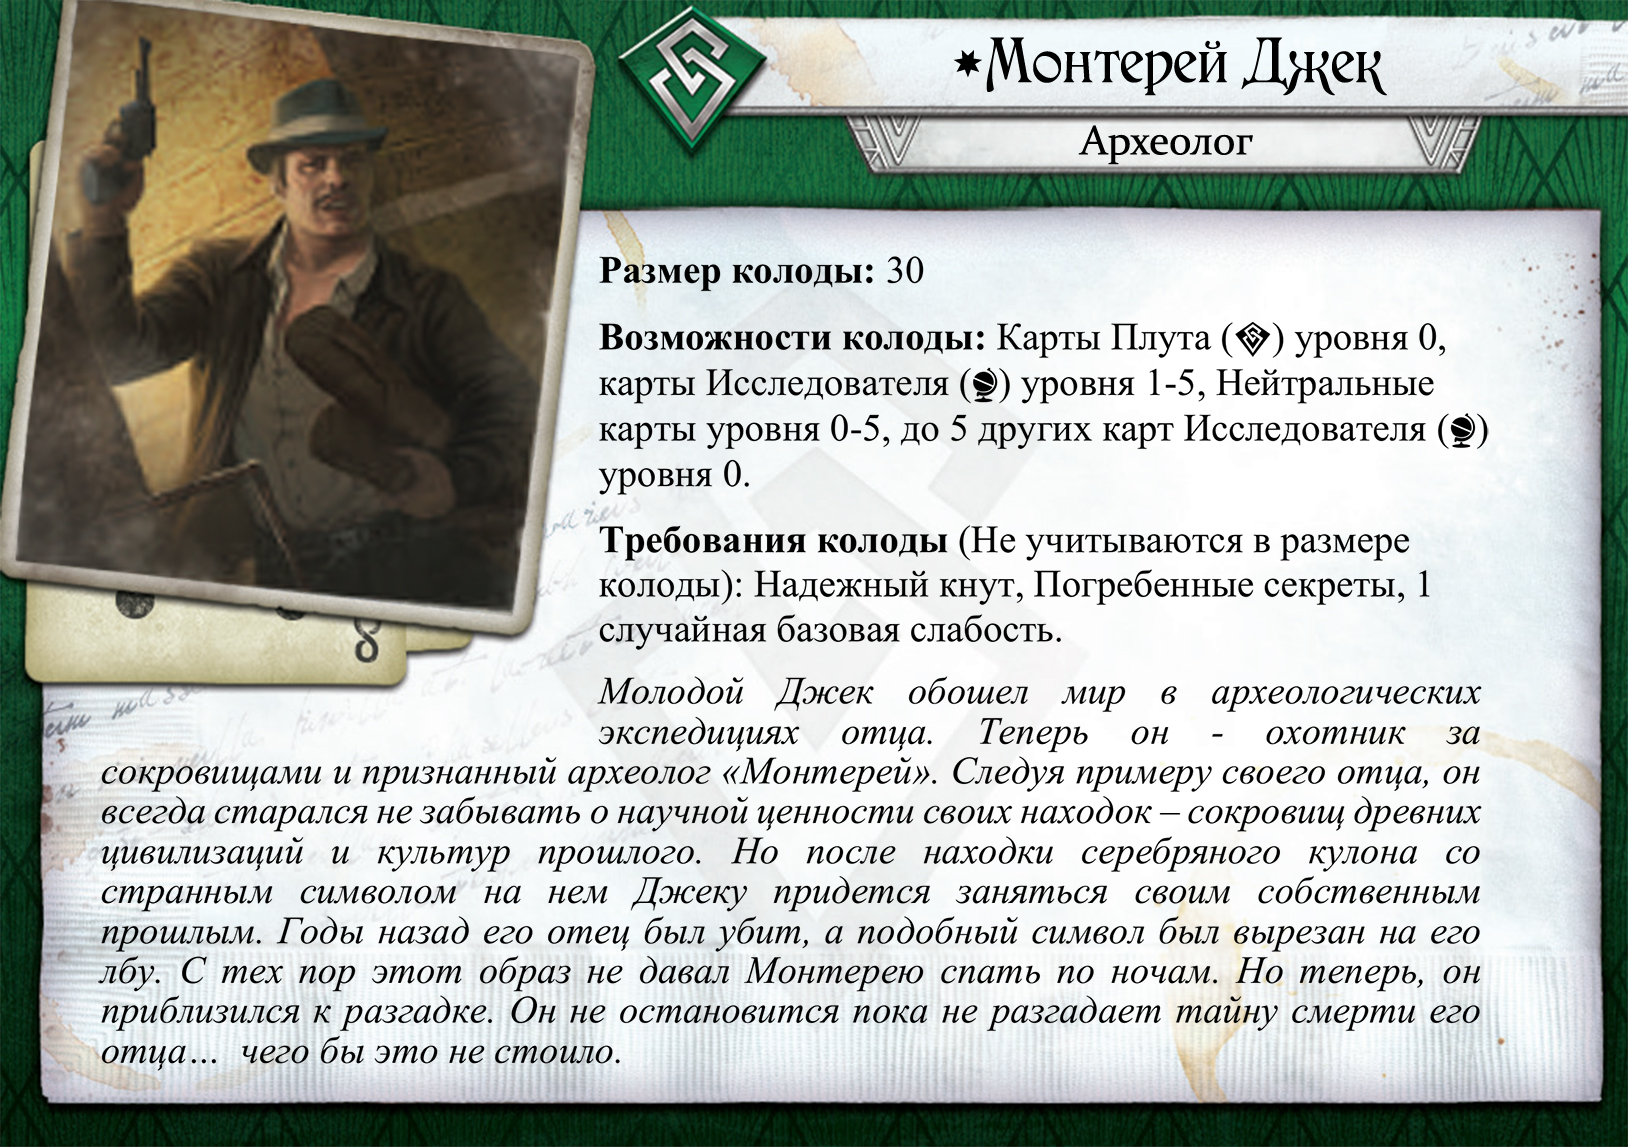 Монтерей Джек
Археолог
Размер колоды: 30
Возможности колоды: Карты Плута () уровня 0,
карты Исследователя () уровня 1-5, Нейтральные
карты уровня 0-5, до 5 других карт Исследователя ()
уровня 0.
Требования колоды (Не учитываются в размере
колоды): Надежный кнут, Погребенные секреты, 1
случайная базовая слабость.
Молодой Джек обошел мир в археологических
экспедициях отца. Теперь он - охотник за
сокровищами и признанный археолог «Монтерей». Следуя примеру своего отца, он
всегда старался не забывать о научной ценности своих находок – сокровищ древних
цивилизаций и культур прошлого. Но после находки серебряного кулона со
странным символом на нем Джеку придется заняться своим собственным
прошлым. Годы назад его отец был убит, а подобный символ был вырезан на его
лбу. С тех пор этот образ не давал Монтерею спать по ночам. Но теперь, он
приблизился к разгадке. Он не остановится пока не разгадает тайну смерти его
отца… чего бы это не стоило.
8